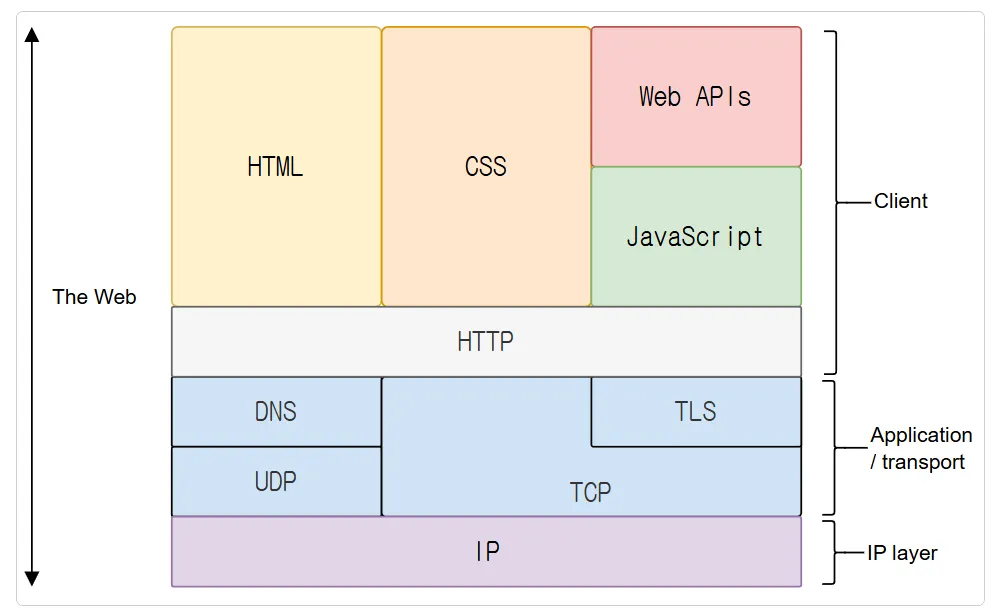 Web APIs
HTML
CSS
Client
JavaScript
The Web
HTTP
DNS
TLS
Application
/ transport
UDP
TCP
IP
IP layer